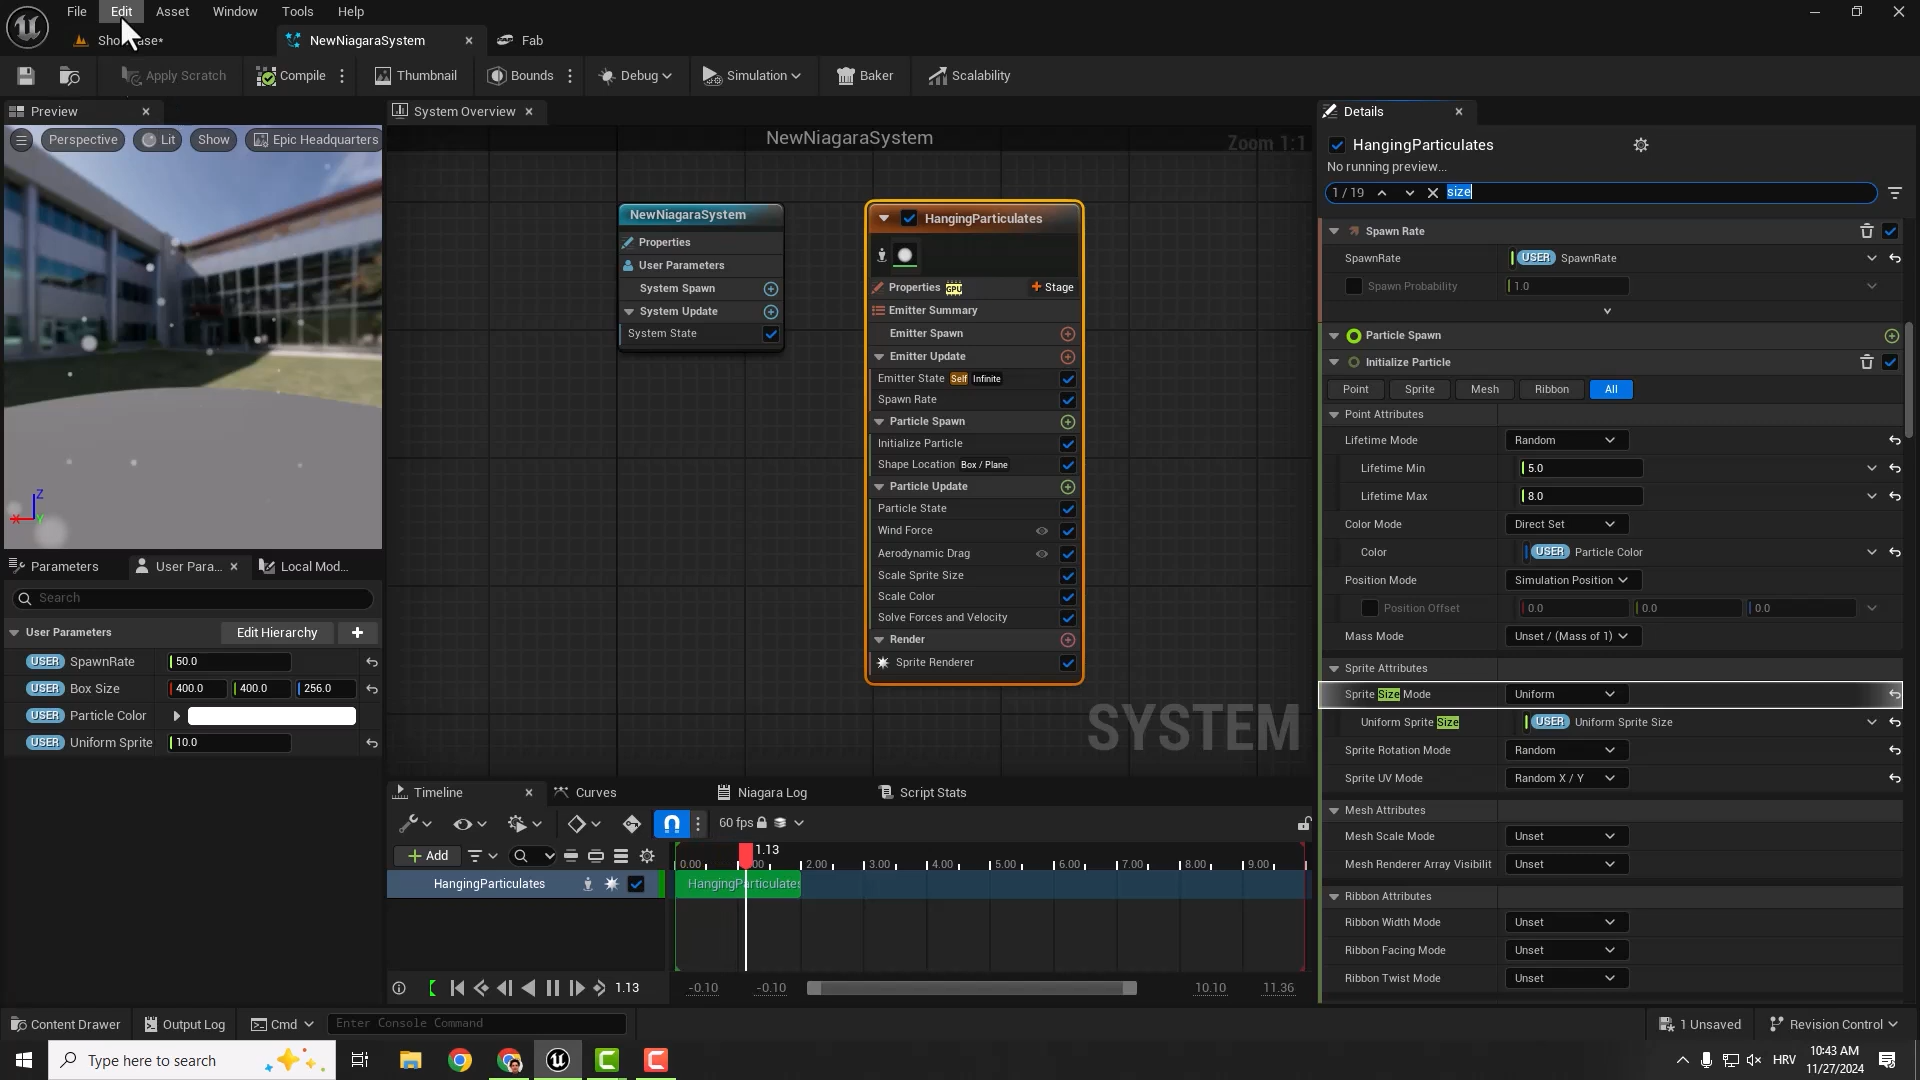 File Edit Asset Window Tools Help
NewNiagaraSystem Fab
Apply Scratch Compile Thumbnail Bounds Debug Simulation Baker Scalability
Preview
Perspective Lit Show Epic Headquarters
Z
X Y
Parameters User Para... Local Mod...
Search
User Parameters Edit Hierarchy
USER SpawnRate 50.0
USER Box Size 400.0 400.0 256.0
USER Particle Color
USER Uniform Sprite 10.0
System Overview
NewNiagaraSystem
Zoom 1:1
NewNiagaraSystem
Properties
User Parameters
System Spawn
System Update
System State
HangingParticulates
Properties GPU Stage
Emitter Summary
Emitter Spawn
Emitter Update
Emitter State Self Infinite
Spawn Rate
Particle Spawn
Initialize Particle
Shape Location Box / Plane
Particle Update
Particle State
Wind Force
Aerodynamic Drag
Scale Sprite Size
Scale Color
Solve Forces and Velocity
Render
Sprite Renderer
SYSTEM
Timeline Curves Niagara Log Script Stats
60 fps
1.13
Add
0.00 2.00 3.00 4.00 5.00 6.00 7.00 8.00 9.00
HangingParticulates HangingParticulates
1.13 -0.10 -0.10 10.10 11.36
Details
HangingParticulates
No running preview...
1 / 19 size
Spawn Rate
SpawnRate USER SpawnRate
Spawn Probability 1.0
Particle Spawn
Initialize Particle
Point Sprite Mesh Ribbon All
Point Attributes
Lifetime Mode Random
Lifetime Min 5.0
Lifetime Max 8.0
Color Mode Direct Set
Color USER Particle Color
Position Mode Simulation Position
Position Offset 0.0 0.0 0.0
Mass Mode Unset / (Mass of 1)
Sprite Attributes
Sprite Size Mode Uniform
Uniform Sprite Size USER Uniform Sprite Size
Sprite Rotation Mode Random
Sprite UV Mode Random X / Y
Mesh Attributes
Mesh Scale Mode Unset
Mesh Renderer Array Visibilit Unset
Ribbon Attributes
Ribbon Width Mode Unset
Ribbon Facing Mode Unset
Ribbon Twist Mode Unset
Content Drawer Output Log Cmd Enter Console Command 1 Unsaved Revision Control
Type here to search HRV 10:43 AM
11/27/2024